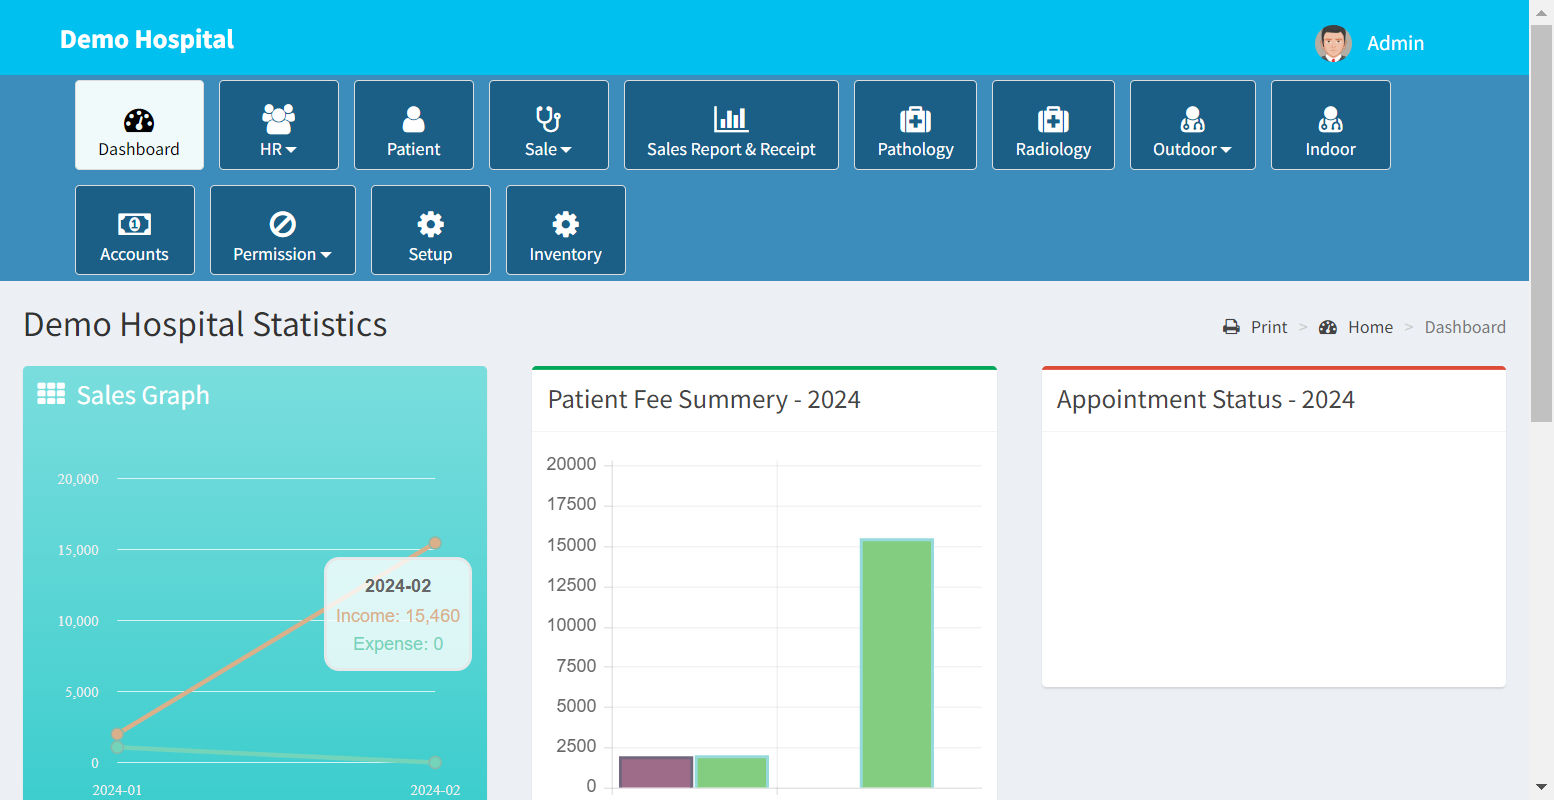 Demo Hospital
Admin
Dashboard
HR
Patient
Sale
Sales Report & Receipt
Pathology
Radiology
Outdoor
Indoor
1
Accounts
Permission
Setup
Inventory
Demo Hospital Statistics
Print > Home > Dashboard
Sales Graph
20,000
15,000
10,000
5,000
0
2024-01
2024-02
2024-02
Income: 15,460
Expense: 0
Patient Fee Summery - 2024
20000
17500
15000
12500
10000
7500
5000
2500
0
Appointment Status - 2024